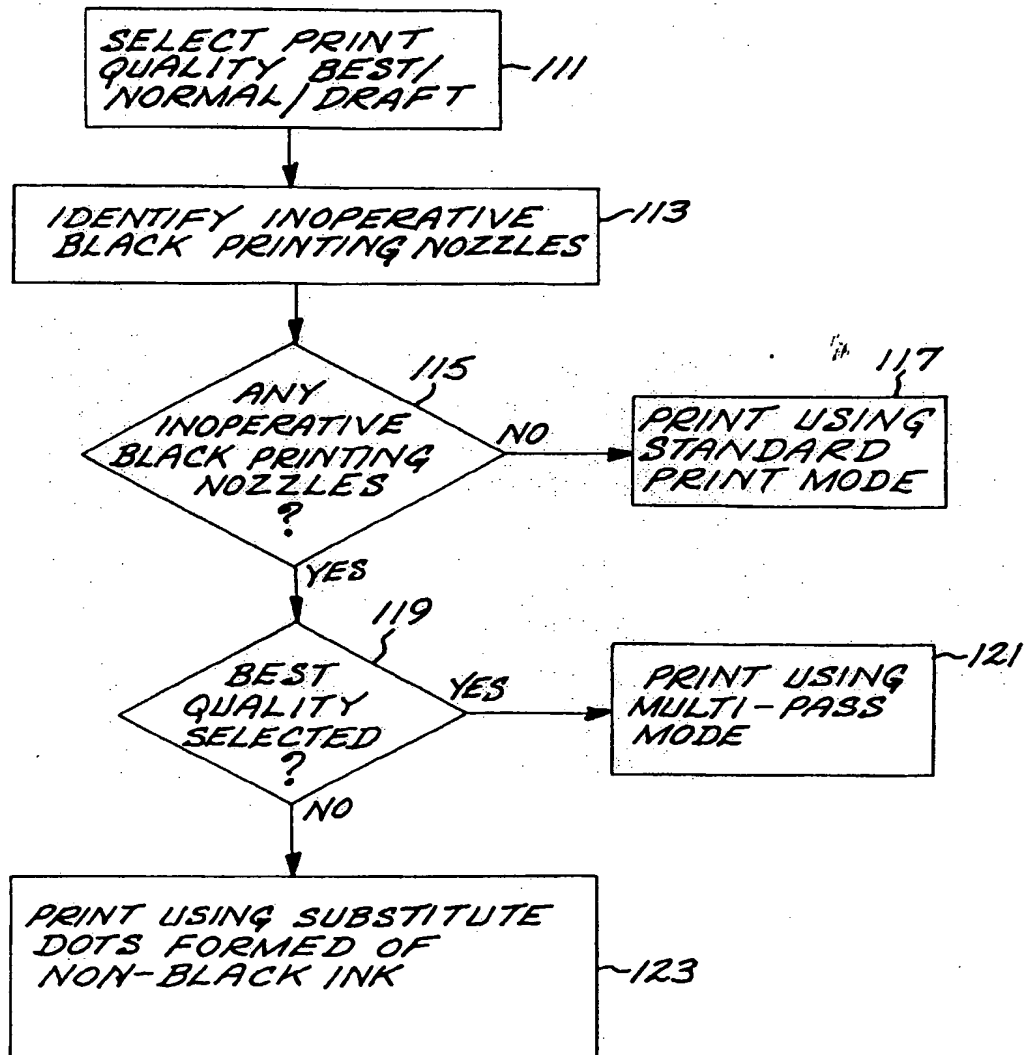 SELECT PRINT
QUALITY BEST/
NORMAL/DRAFT
111
IDENTIFY INOPERATIVE
BLACK PRINTING NOZZLES
113
115
ANY
INOPERATIVE
BLACK PRINTING
NOZZLES
?
NO
117
PRINT USING
STANDARD
PRINT MODE
YES
119
BEST
QUALITY
SELECTED
?
YES
121
PRINT USING
MULTI-PASS
MODE
NO
PRINT USING SUBSTITUTE
DOTS FORMED OF
NON-BLACK INK
123